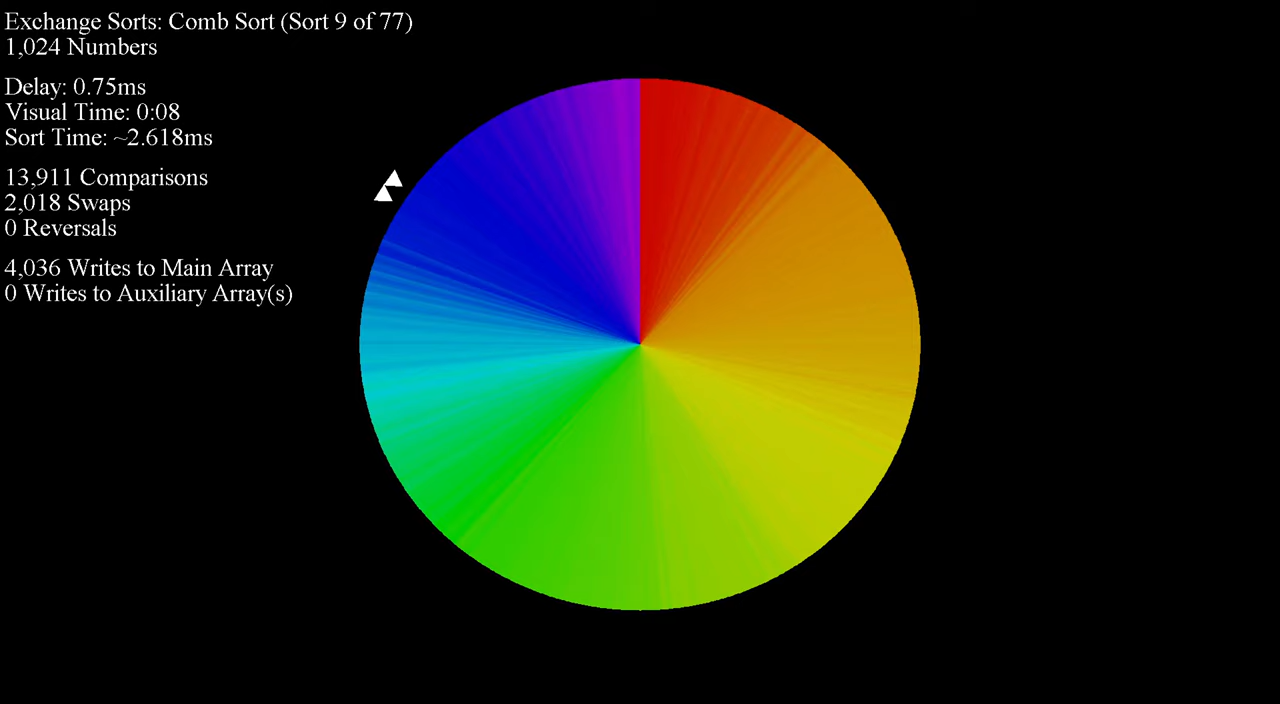 Exchange Sorts: Comb Sort (Sort 9 of 77)
1,024 Numbers
Delay: 0.75ms
Visual Time: 0:08
Sort Time: ~2.618ms
13,911 Comparisons
2,018 Swaps
0 Reversals
4,036 Writes to Main Array
0 Writes to Auxiliary Array(s)